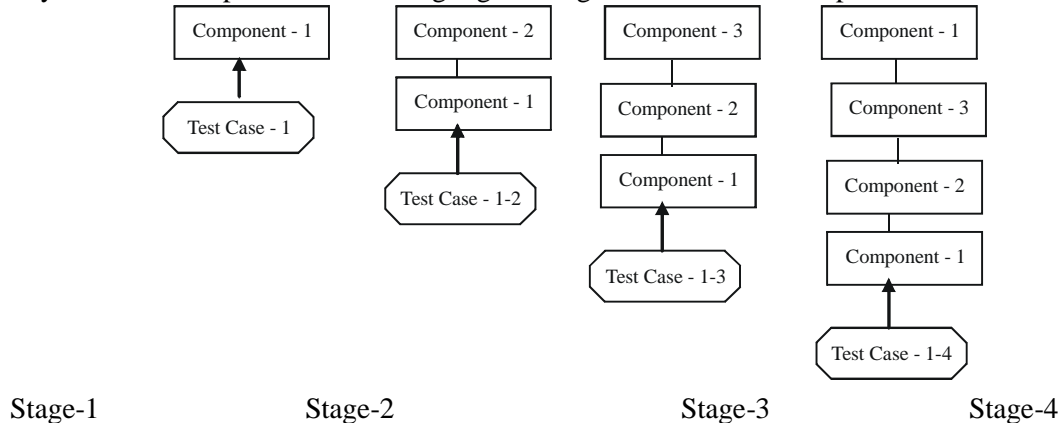 Component - 1
Test Case - 1
Component - 2
Component - 1
Test Case - 1-2
Component - 3
Component - 2
Component - 1
Test Case - 1-3
Component - 1
Component - 3
Component - 2
Component - 1
Test Case - 1-4
Stage-1 Stage-2 Stage-3 Stage-4